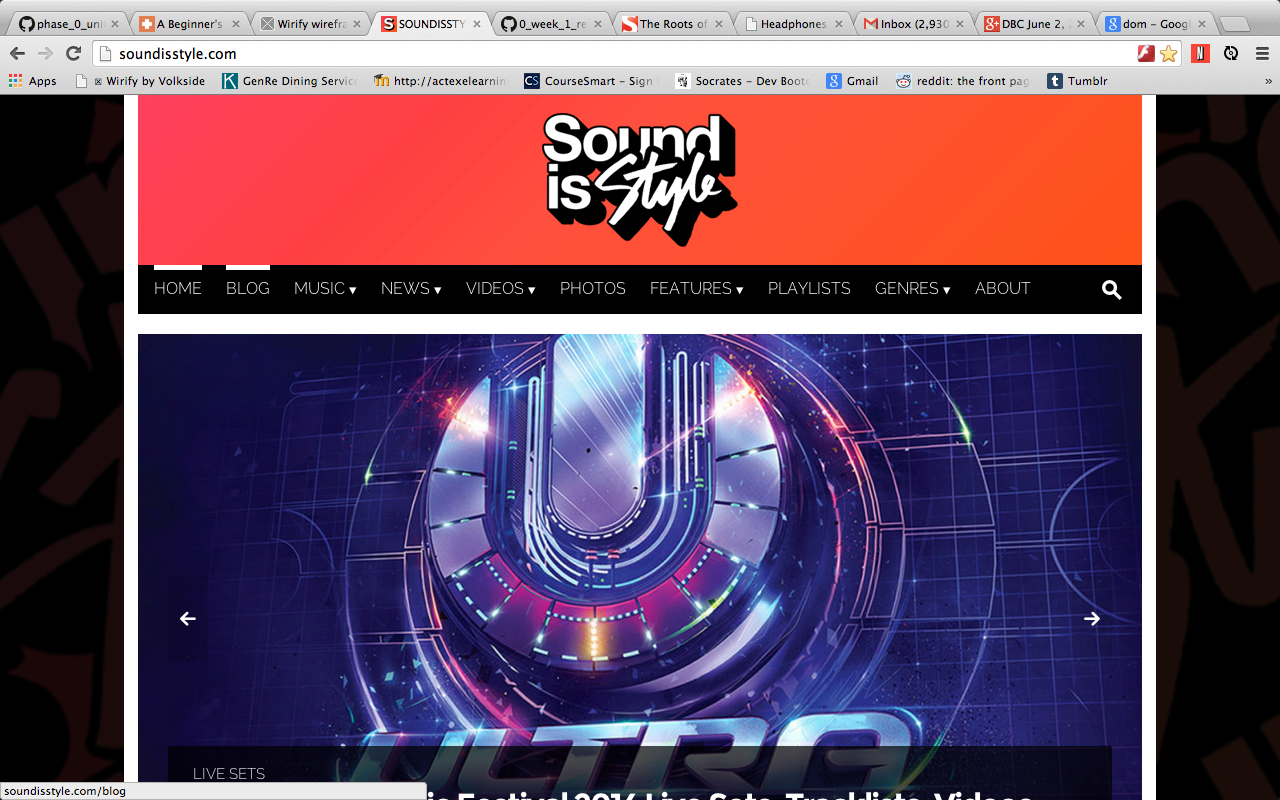 phase_0_uni
A Beginner's
Wirify wirefra
SOUNDISSTY
0_week_1_re
The Roots of
Headphones
Inbox (2,930
DBC June 2, 2
dom – Googl
soundisstyle.com
Apps
Wirify by Volkside
GenRe Dining Service
http://actexelearnin
CourseSmart – Sign
Socrates – Dev Bootc
Gmail
reddit: the front pag
Tumblr
»
Sound
is Style
HOME BLOG MUSIC ▾ NEWS ▾ VIDEOS ▾ PHOTOS FEATURES ▾ PLAYLISTS GENRES ▾ ABOUT
ULTRA
LIVE SETS
Festival 2014 Live Sets, Tracklists, Videos
soundisstyle.com/blog